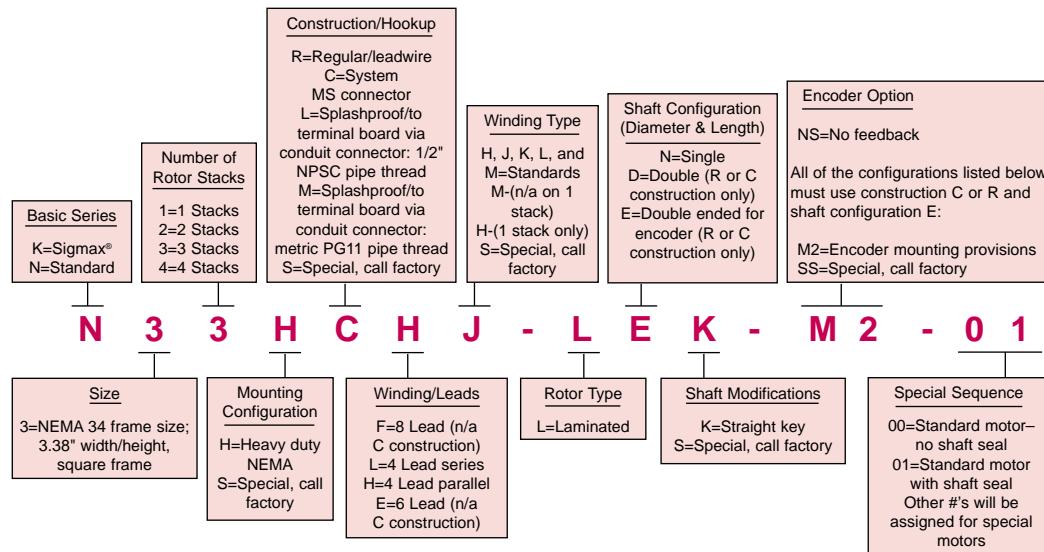 Construction/Hookup
R=Regular/leadwire
C=System
MS connector
L=Splashproof/to
terminal board via
conduit connector: 1/2"
NPSC pipe thread
M=Splashproof/to
terminal board via
conduit connector:
metric PG11 pipe thread
S=Special, call factory
Number of
Rotor Stacks
1=1 Stacks
2=2 Stacks
3=3 Stacks
4=4 Stacks
Basic Series
K=Sigmax®
N=Standard
Winding Type
H, J, K, L, and
M=Standards
M-(n/a on 1
stack)
H-(1 stack only)
S=Special, call
factory
Shaft Configuration
(Diameter & Length)
N=Single
D=Double (R or C
construction only)
E=Double ended for
encoder (R or C
construction only)
Encoder Option
NS=No feedback
All of the configurations listed below
must use construction C or R and
shaft configuration E:
M2=Encoder mounting provisions
SS=Special, call factory
N 3 3 H C H J - L E K - M 2 - 0 1
Size
3=NEMA 34 frame size;
3.38" width/height,
square frame
Mounting
Configuration
H=Heavy duty
NEMA
S=Special, call
factory
Winding/Leads
F=8 Lead (n/a
C construction)
L=4 Lead series
H=4 Lead parallel
E=6 Lead (n/a
C construction)
Rotor Type
L=Laminated
Shaft Modifications
K=Straight key
S=Special, call factory
Special Sequence
00=Standard motor–
no shaft seal
01=Standard motor
with shaft seal
Other #'s will be
assigned for special
motors